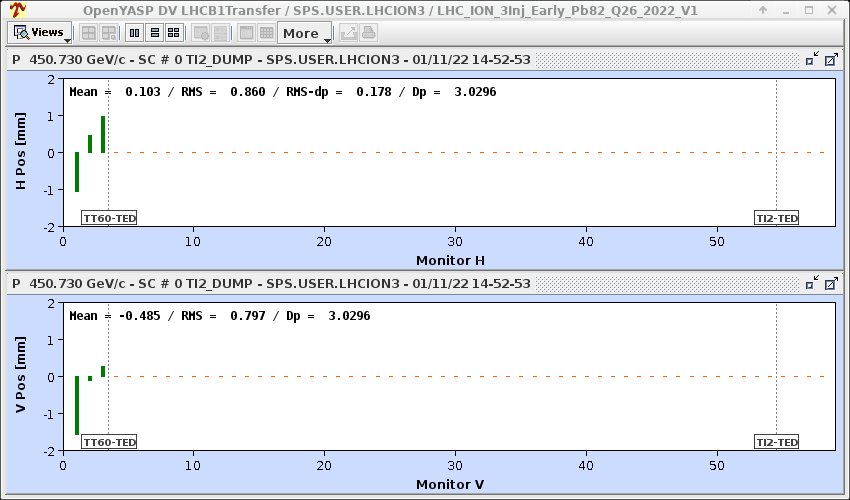 OpenYASP DV LHCB1Transfer / SPS.USER.LHCION3 / LHC_ION_3Inj_Early_Pb82_Q26_2022_V1
Views More
P 450.730 GeV/c - SC # 0 TI2_DUMP - SPS.USER.LHCION3 - 01/11/22 14-52-53
Mean = 0.103 / RMS = 0.860 / RMS-dp = 0.178 / Dp = 3.0296
H Pos [mm]
2
1
0
-1
-2
TT60-TED TI2-TED
0 10 20 30 40 50
Monitor H
P 450.730 GeV/c - SC # 0 TI2_DUMP - SPS.USER.LHCION3 - 01/11/22 14-52-53
Mean = -0.485 / RMS = 0.797 / Dp = 3.0296
V Pos [mm]
2
1
0
-1
-2
TT60-TED TI2-TED
0 10 20 30 40 50
Monitor V